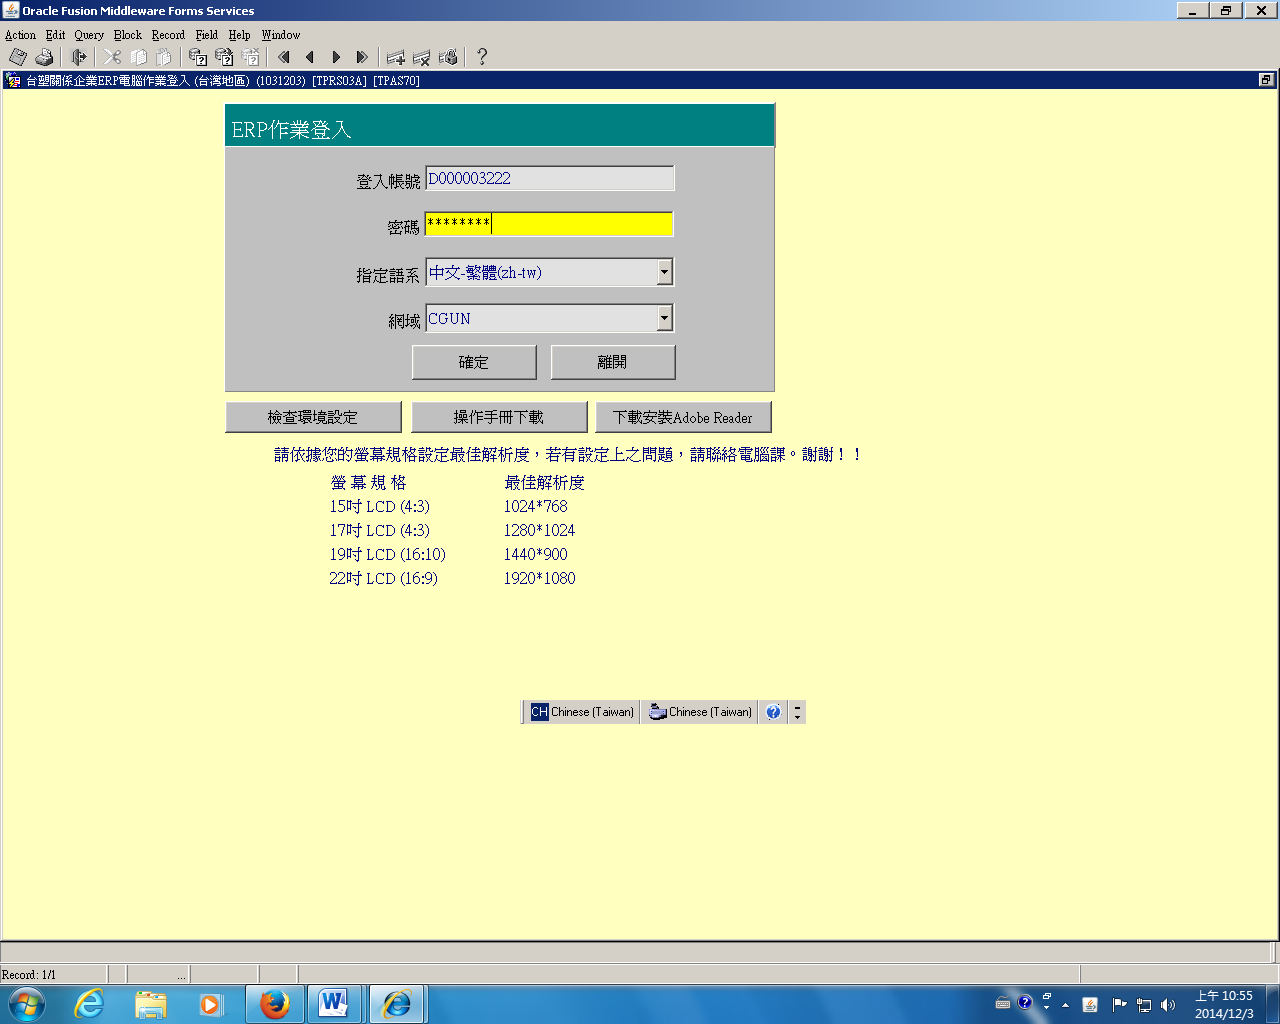 Oracle Fusion Middleware Forms Services
Action Edit Query Block Record Field Help Window
台塑關係企業ERP電腦作業登入 (台灣地區) (1031203) [TPRS03A] [TPAS70]
ERP作業登入
登入帳號 D000003222
密碼 ********
指定語系 中文-繁體(zh-tw)
網域 CGUN
確定 離開
檢查環境設定 操作手冊下載 下載安裝Adobe Reader
請依據您的螢幕規格設定最佳解析度，若有設定上之問題，請聯絡電腦課。謝謝！！
螢 幕 規 格 最佳解析度
15吋 LCD (4:3) 1024*768
17吋 LCD (4:3) 1280*1024
19吋 LCD (16:10) 1440*900
22吋 LCD (16:9) 1920*1080
CH Chinese (Taiwan) Chinese (Taiwan)
Record: 1/1 ...
上午 10:55
2014/12/3